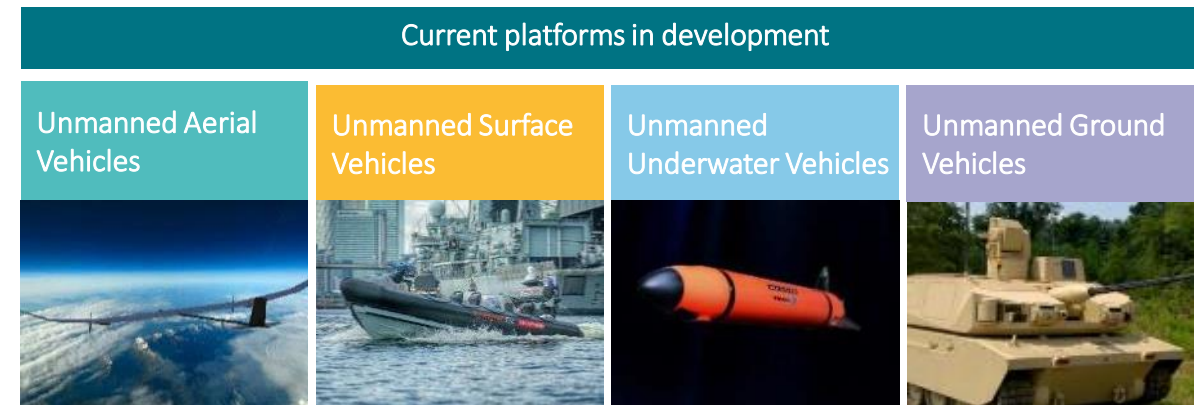 Current platforms in development
Unmanned Aerial
Vehicles
Unmanned Surface
Vehicles
Unmanned
Underwater Vehicles
Unmanned Ground
Vehicles